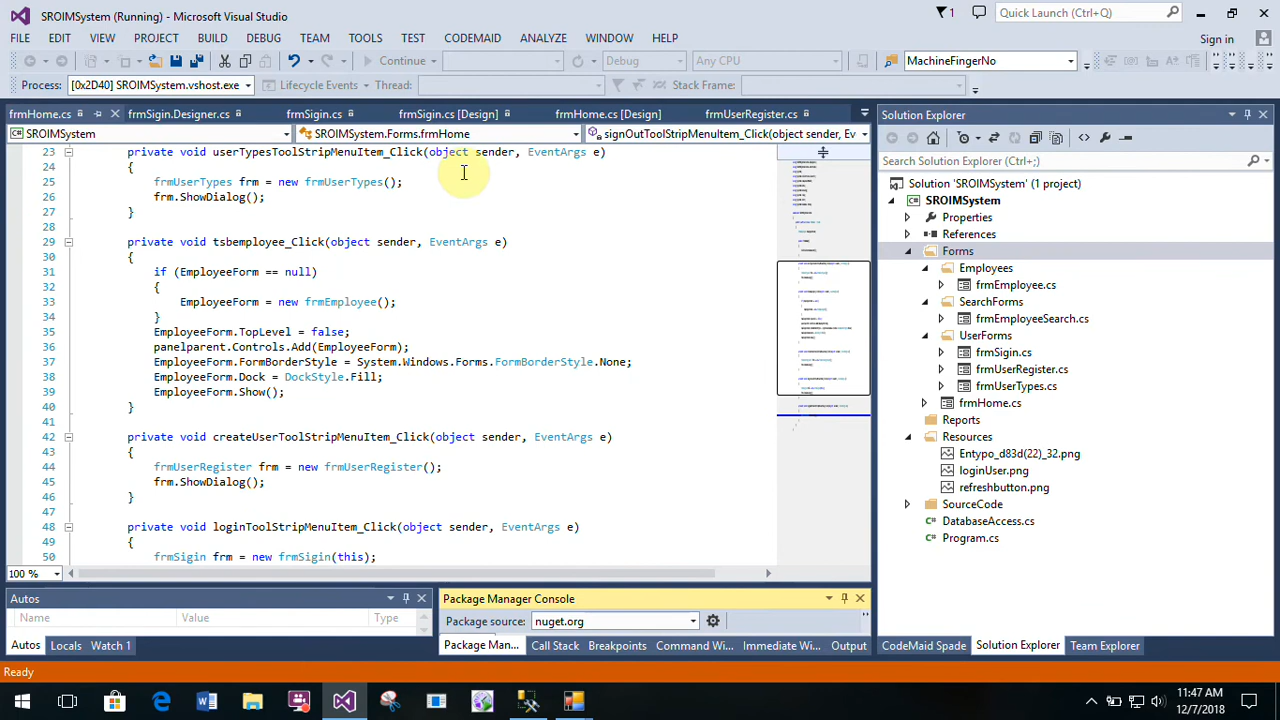 SROIMSystem (Running) - Microsoft Visual Studio
1
Quick Launch (Ctrl+Q)
FILE EDIT VIEW PROJECT BUILD DEBUG TEAM TOOLS TEST CODEMAID ANALYZE WINDOW HELP
Sign in
Continue Debug Any CPU MachineFingerNo
Process: [0x2D40] SROIMSystem.vshost.exe Lifecycle Events Thread: Stack Frame:
frmHome.cs frmSigin.Designer.cs frmSigin.cs frmSigin.cs [Design] frmHome.cs [Design] frmUserRegister.cs
SROIMSystem SROIMSystem.Forms.frmHome signOutToolStripMenuItem_Click(object sender, Ev
23 private void userTypesToolStripMenuItem_Click(object sender, EventArgs e)
24 {
25 frmUserTypes frm = new frmUserTypes();
26 frm.ShowDialog();
27 }
28
29 private void tsbemployee_Click(object sender, EventArgs e)
30 {
31 if (EmployeeForm == null)
32 {
33 EmployeeForm = new frmEmployee();
34 }
35 EmployeeForm.TopLevel = false;
36 panelparent.Controls.Add(EmployeeForm);
37 EmployeeForm.FormBorderStyle = System.Windows.Forms.FormBorderStyle.None;
38 EmployeeForm.Dock = DockStyle.Fill;
39 EmployeeForm.Show();
40 }
41
42 private void createUserToolStripMenuItem_Click(object sender, EventArgs e)
43 {
44 frmUserRegister frm = new frmUserRegister();
45 frm.ShowDialog();
46 }
47
48 private void loginToolStripMenuItem_Click(object sender, EventArgs e)
49 {
50 frmSigin frm = new frmSigin(this);
100 %
Solution Explorer
Search Solution Explorer (Ctrl+;)
Solution 'SROIMSystem' (1 project)
SROIMSystem
Properties
References
Forms
Employees
frmEmployee.cs
SearchForms
frmEmployeeSearch.cs
UserForms
frmSigin.cs
frmUserRegister.cs
frmUserTypes.cs
frmHome.cs
Reports
Resources
Entypo_d83d(22)_32.png
loginUser.png
refreshbutton.png
SourceCode
DatabaseAccess.cs
Program.cs
Autos
Name Value Type
Autos Locals Watch 1
Package Manager Console
Package source: nuget.org
Package Man... Call Stack Breakpoints Command Wi... Immediate Wi... Output
CodeMaid Spade Solution Explorer Team Explorer
Ready
11:47 AM
12/7/2018